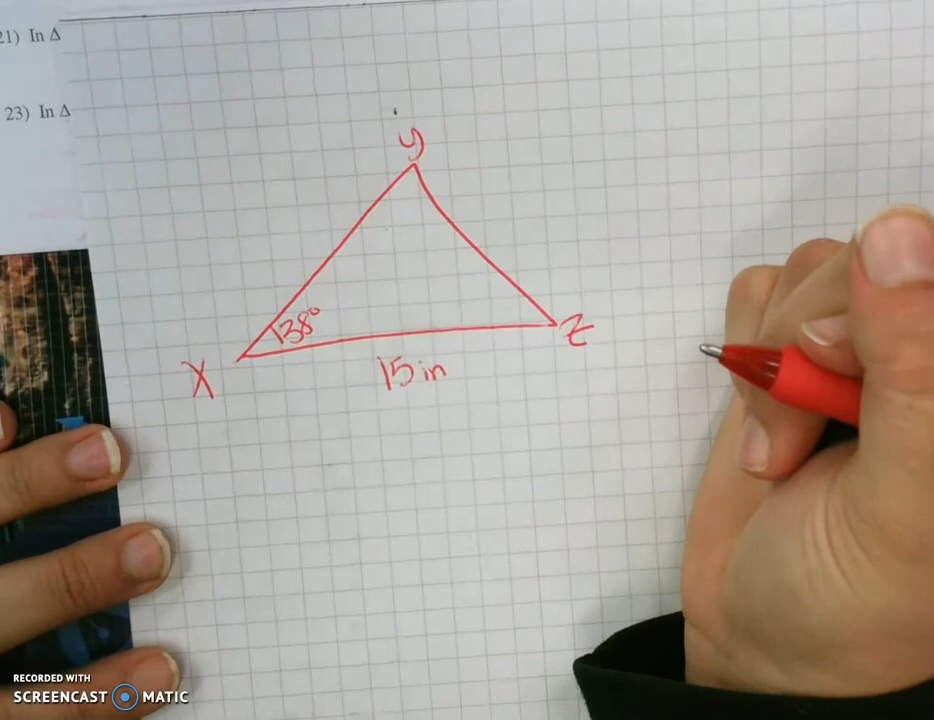 21) In Δ
23) In Δ
y
38°
X
Z
15 in
RECORDED WITH
SCREENCAST MATIC